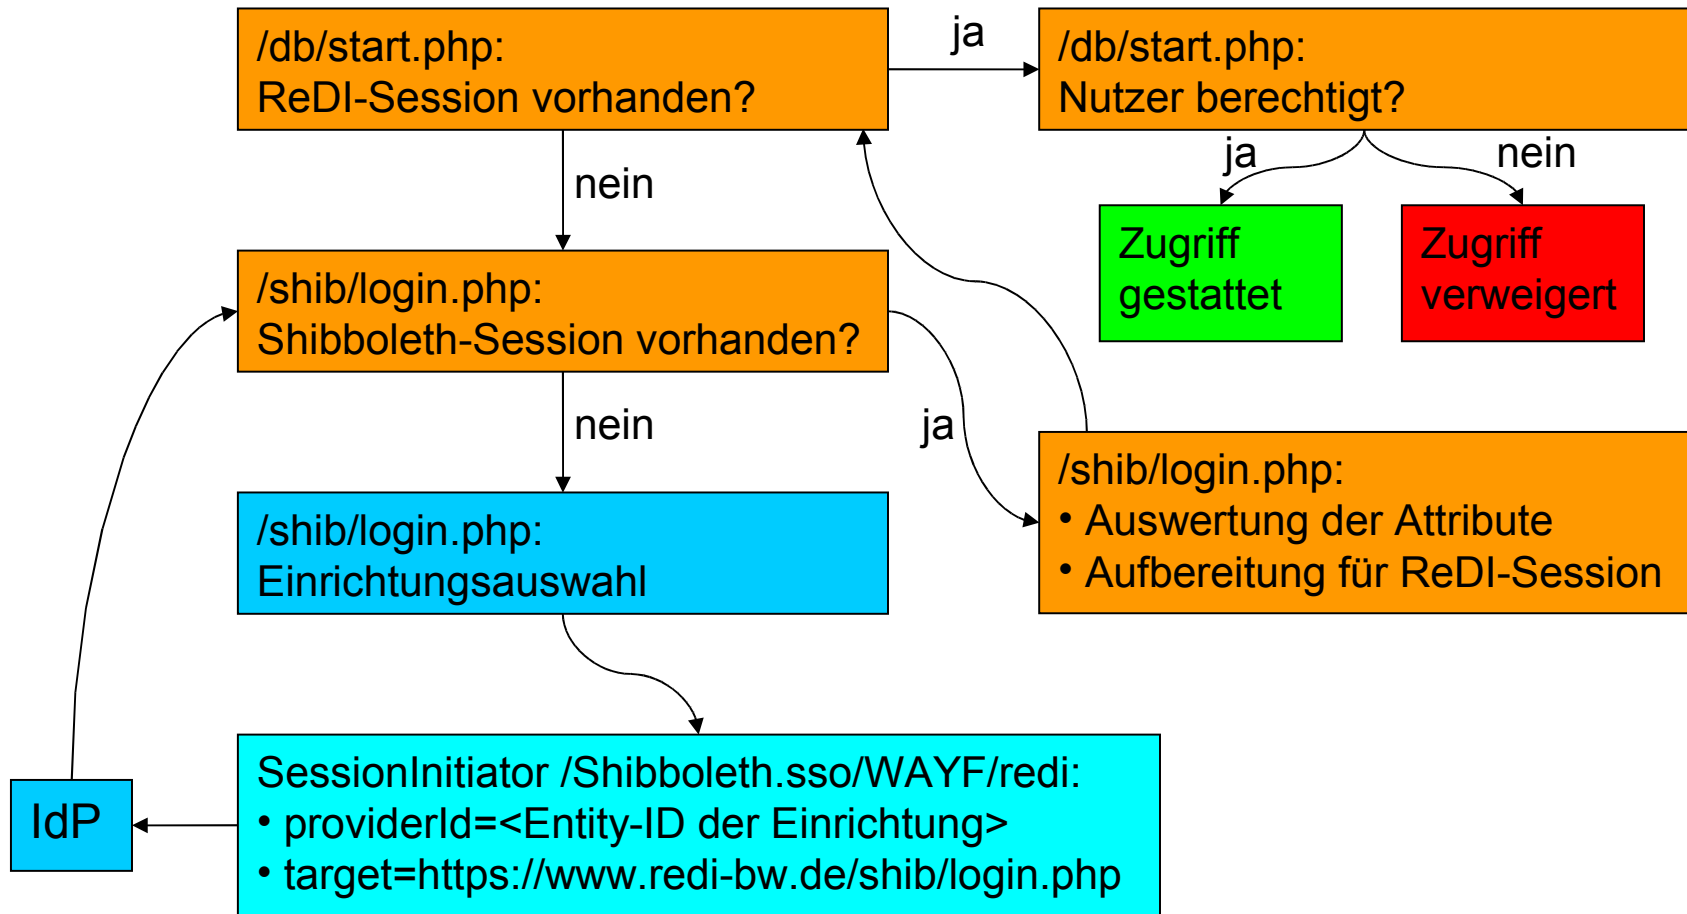 /db/start.php:
ReDI-Session vorhanden?
ja
/db/start.php:
Nutzer berechtigt?
ja
nein
nein
Zugriff
gestattet
Zugriff
verweigert
/shib/login.php:
Shibboleth-Session vorhanden?
nein
ja
/shib/login.php:
• Auswertung der Attribute
• Aufbereitung für ReDI-Session
/shib/login.php:
Einrichtungsauswahl
SessionInitiator /Shibboleth.sso/WAYF/redi:
• providerId=<Entity-ID der Einrichtung>
• target=https://www.redi-bw.de/shib/login.php
IdP